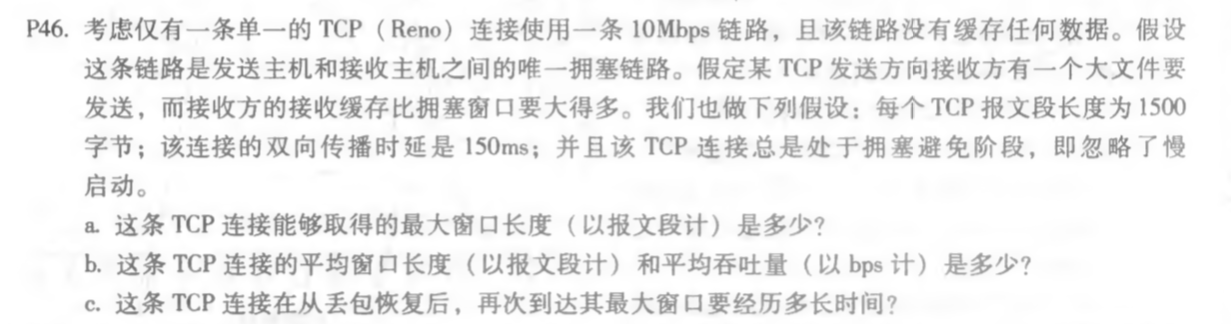 P46. 考虑仅有一条单一的 TCP（Reno）连接使用一条 10Mbps 链路，且该链路没有缓存任何数据。假设
这条链路是发送主机和接收主机之间的唯一拥塞链路。假定某 TCP 发送方向接收方有一个大文件要
发送，而接收方的接收缓存比拥塞窗口要大得多。我们也做下列假设：每个 TCP 报文段长度为 1500
字节；该连接的双向传播时延是 150ms；并且该 TCP 连接总是处于拥塞避免阶段，即忽略了慢
启动。
a. 这条 TCP 连接能够取得的最大窗口长度（以报文段计）是多少？
b. 这条 TCP 连接的平均窗口长度（以报文段计）和平均吞吐量（以 bps 计）是多少？
c. 这条 TCP 连接在从丢包恢复后，再次到达其最大窗口要经历多长时间？